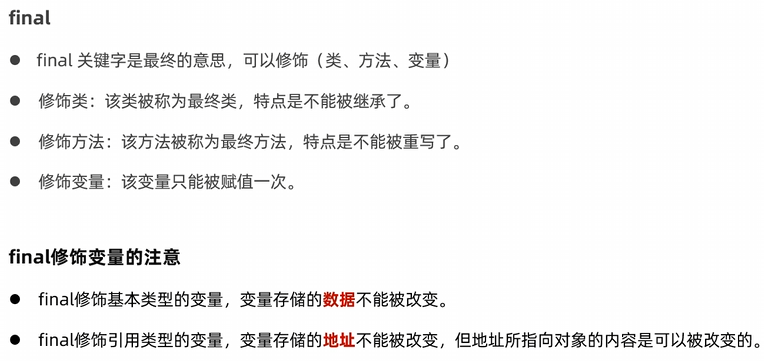 final
● final 关键字是最终的意思，可以修饰（类、方法、变量）
● 修饰类：该类被称为最终类，特点是不能被继承了。
● 修饰方法：该方法被称为最终方法，特点是不能被重写了。
● 修饰变量：该变量只能被赋值一次。
final修饰变量的注意
● final修饰基本类型的变量，变量存储的数据不能被改变。
● final修饰引用类型的变量，变量存储的地址不能被改变，但地址所指向对象的内容是可以被改变的。